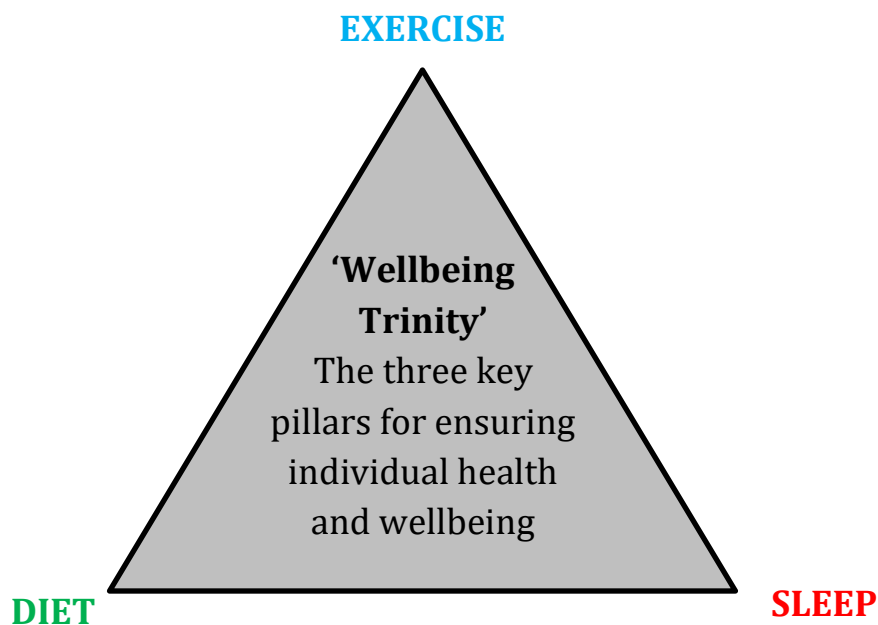 EXERCISE
‘Wellbeing
Trinity’
The three key
pillars for ensuring
individual health
and wellbeing
DIET
SLEEP